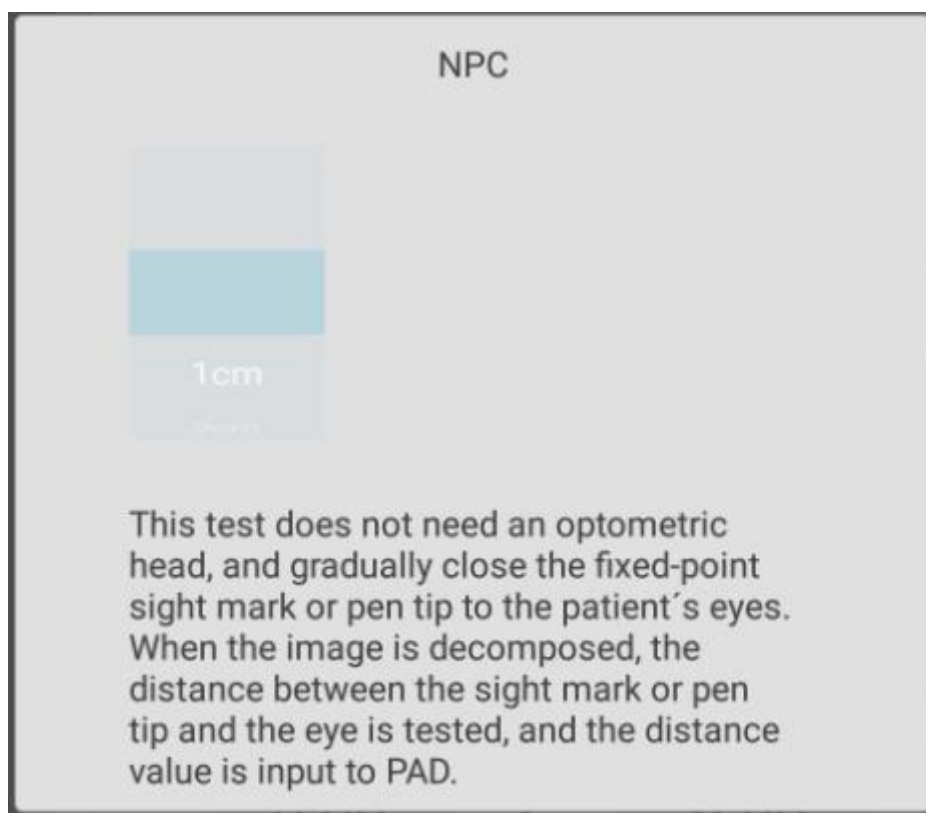 NPC
1cm
This test does not need an optometric
head, and gradually close the fixed-point
sight mark or pen tip to the patient´s eyes.
When the image is decomposed, the
distance between the sight mark or pen
tip and the eye is tested, and the distance
value is input to PAD.